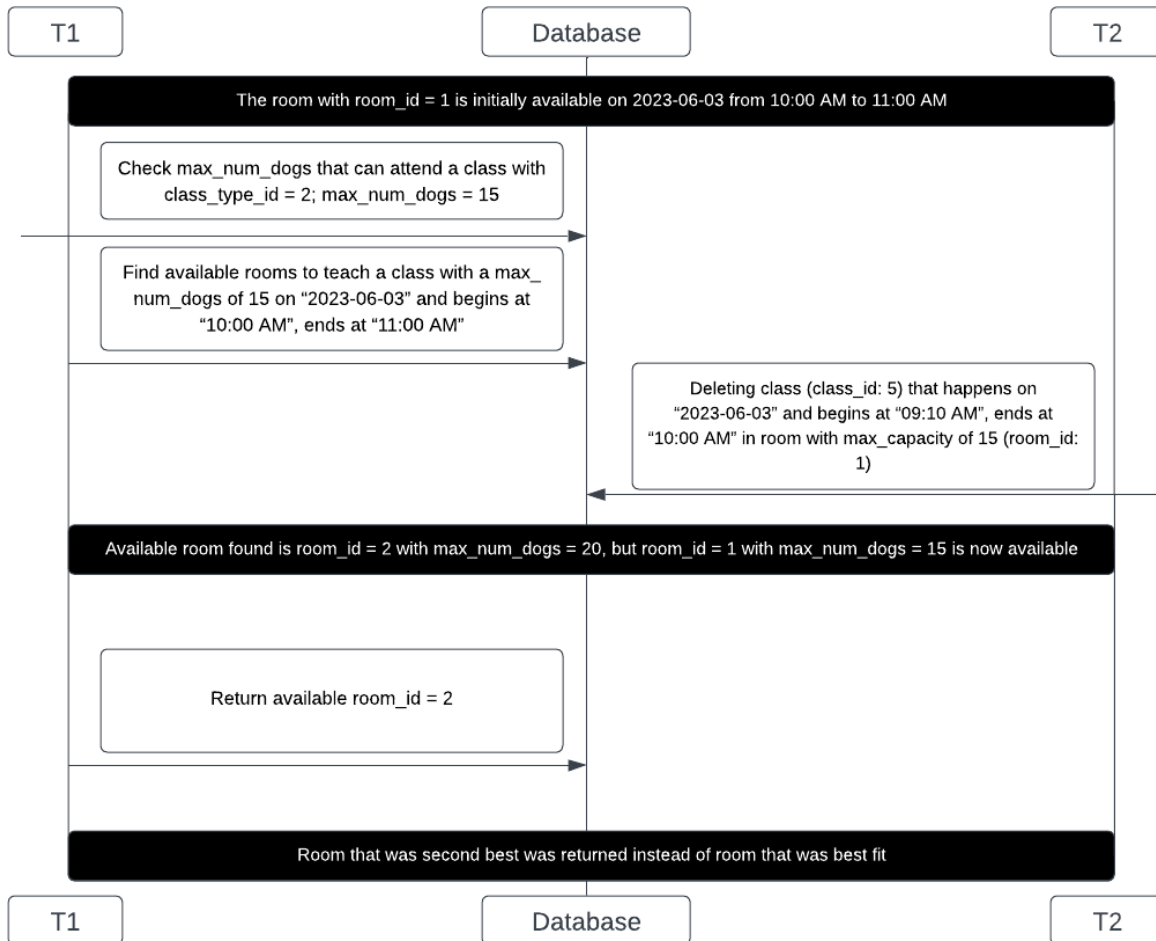 T1
Database
T2
The room with room_id = 1 is initially available on 2023-06-03 from 10:00 AM to 11:00 AM
Check max_num_dogs that can attend a class with
class_type_id = 2; max_num_dogs = 15
Find available rooms to teach a class with a max_
num_dogs of 15 on “2023-06-03” and begins at
“10:00 AM”, ends at “11:00 AM”
Deleting class (class_id: 5) that happens on
“2023-06-03” and begins at “09:10 AM”, ends at
“10:00 AM” in room with max_capacity of 15 (room_id:
1)
Available room found is room_id = 2 with max_num_dogs = 20, but room_id = 1 with max_num_dogs = 15 is now available
Return available room_id = 2
Room that was second best was returned instead of room that was best fit
T1
Database
T2